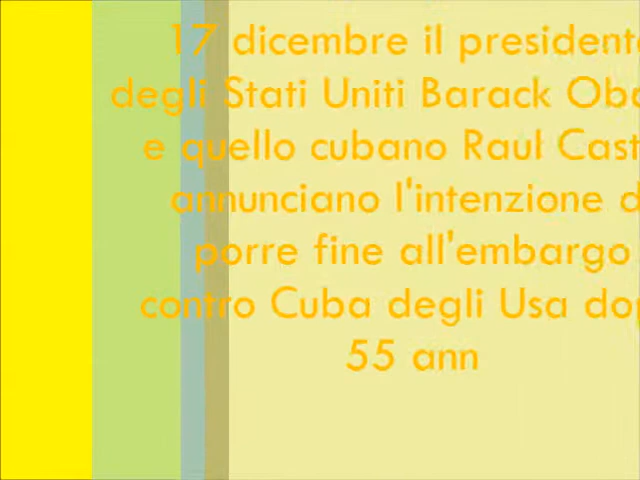 17 dicembre il president
degli Stati Uniti Barack Ob
e quello cubano Raul Cast
annunciano l'intenzione d
porre fine all'embargo
contro Cuba degli Usa do
55 ann